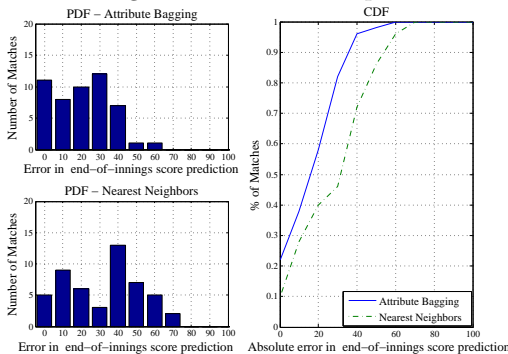 PDF − Attribute Bagging
20
15
10
5
0
Number of Matches
0 10 20 30 40 50 60 70 80 90 100
Error in end−of−innings score prediction
PDF − Nearest Neighbors
20
15
10
5
0
Number of Matches
0 10 20 30 40 50 60 70 80 90 100
Error in end−of−innings score prediction
CDF
1
0.9
0.8
0.7
0.6
0.5
0.4
0.3
0.2
0.1
0
% of Matches
0 20 40 60 80 100
Absolute error in end−of−innings score prediction
Attribute Bagging
Nearest Neighbors